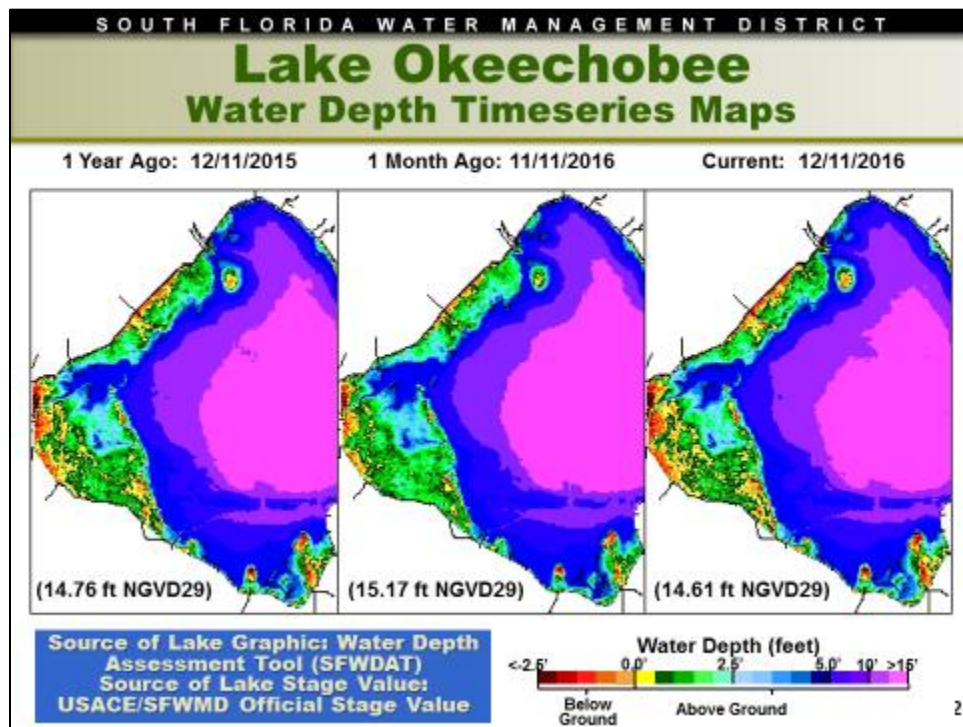 SOUTH FLORIDA WATER MANAGEMENT DISTRICT
Lake Okeechobee
Water Depth Timeseries Maps
1 Year Ago: 12/11/2015
1 Month Ago: 11/11/2016
Current: 12/11/2016
(14.76 ft NGVD29)
(15.17 ft NGVD29)
(14.61 ft NGVD29)
Source of Lake Graphic: Water Depth
Assessment Tool (SFWDAT)
Source of Lake Stage Value:
USACE/SFWMD Official Stage Value
Water Depth (feet)
<-2.5' 0.0' 2.5' 5.0' 10' >15'
Below
Ground
Above Ground
2